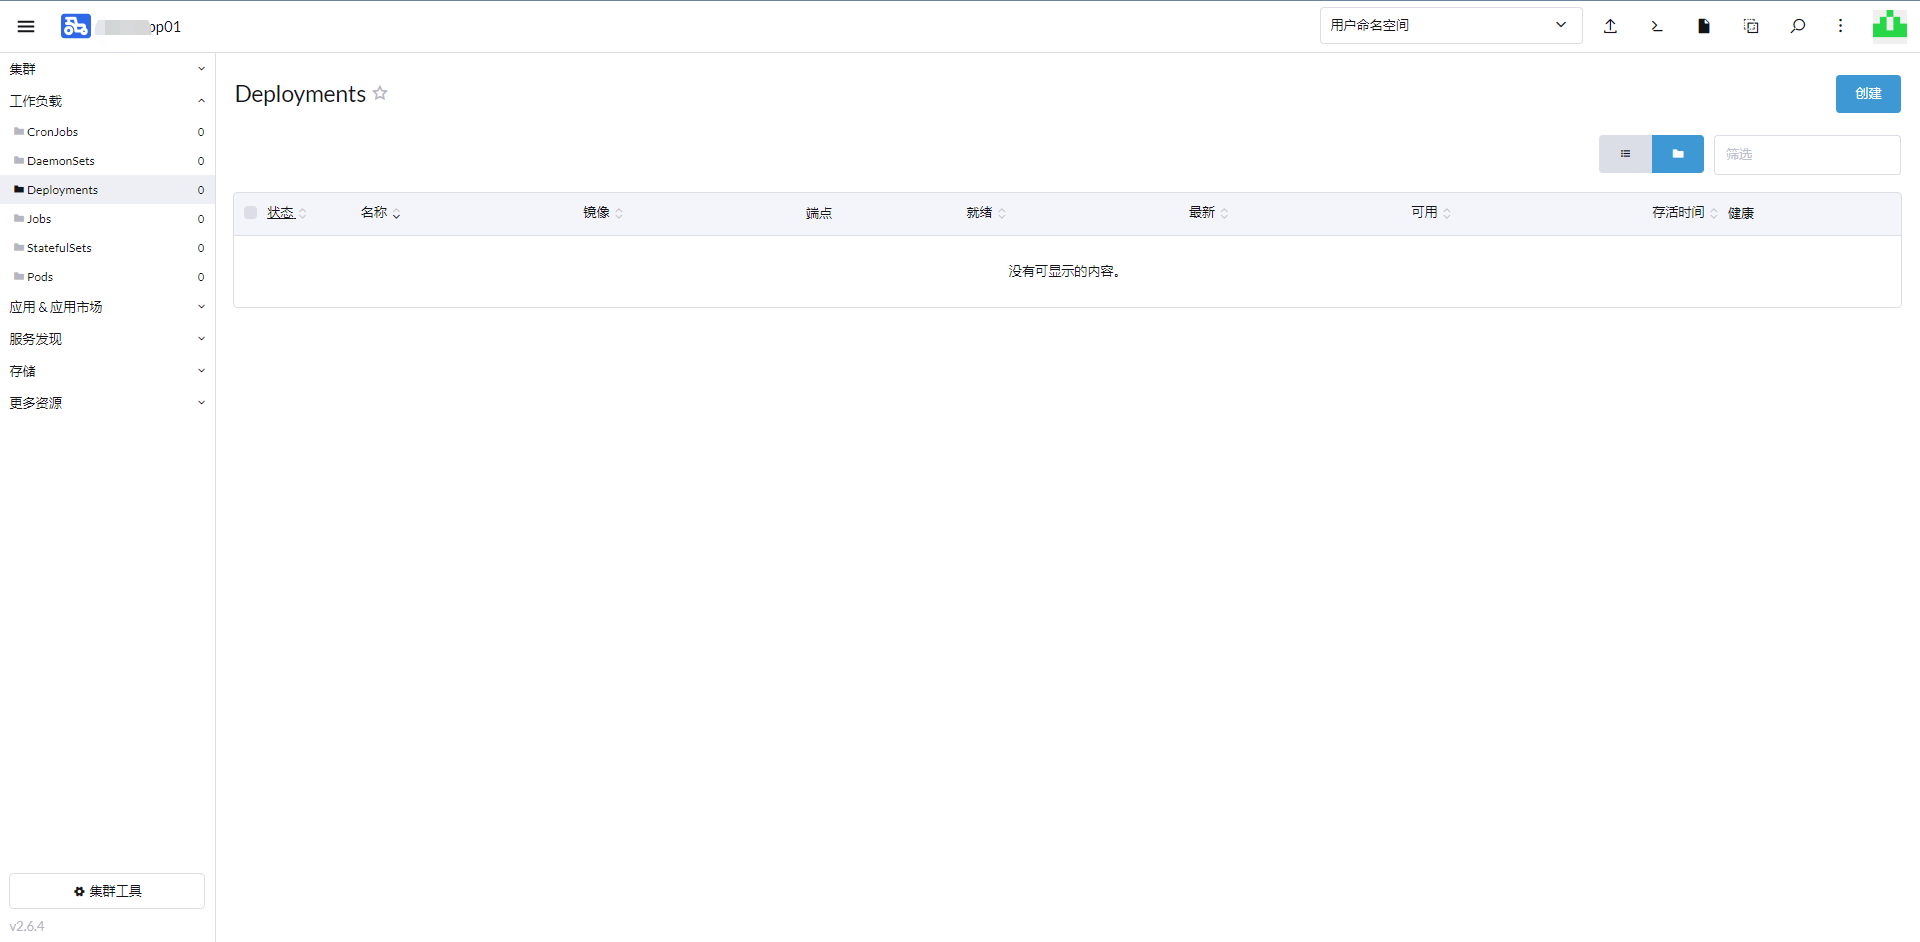 pp01
用户命名空间
集群
工作负载
CronJobs 0
DaemonSets 0
Deployments 0
Jobs 0
StatefulSets 0
Pods 0
应用 & 应用市场
服务发现
存储
更多资源
集群工具
v2.6.4
Deployments
创建
筛选
状态 名称 镜像 端点 就绪 最新 可用 存活时间 健康
没有可显示的内容。